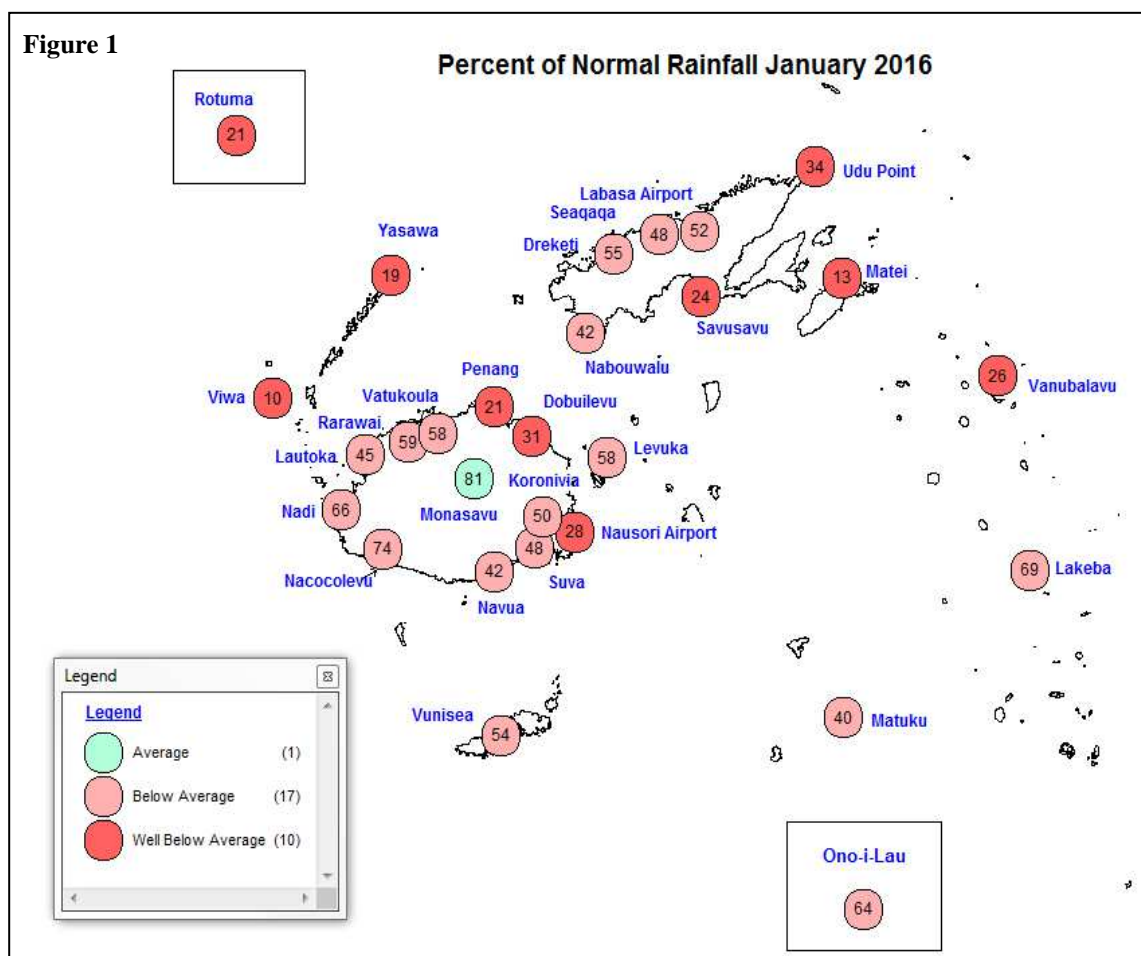 Figure 1
Percent of Normal Rainfall January 2016
Rotuma
21
34
Udu Point
Labasa Airport
Seaqaqa
48
52
Dreketi
55
Yasawa
19
13
Matei
24
Savusavu
42
Nabouwalu
26
Vanubalavu
Viwa
10
Penang
21
Vatukoula
58
Dobuilevu
31
Rarawai
59
Lautoka
45
Levuka
58
81
Monasavu
Koronivia
50
Nadi
66
28
Nausori Airport
74
Nacocolevu
48
Suva
42
Navua
69
Lakeba
Vunisea
54
40
Matuku
Ono-i-Lau
64
Legend
Legend
Average (1)
Below Average (17)
Well Below Average (10)